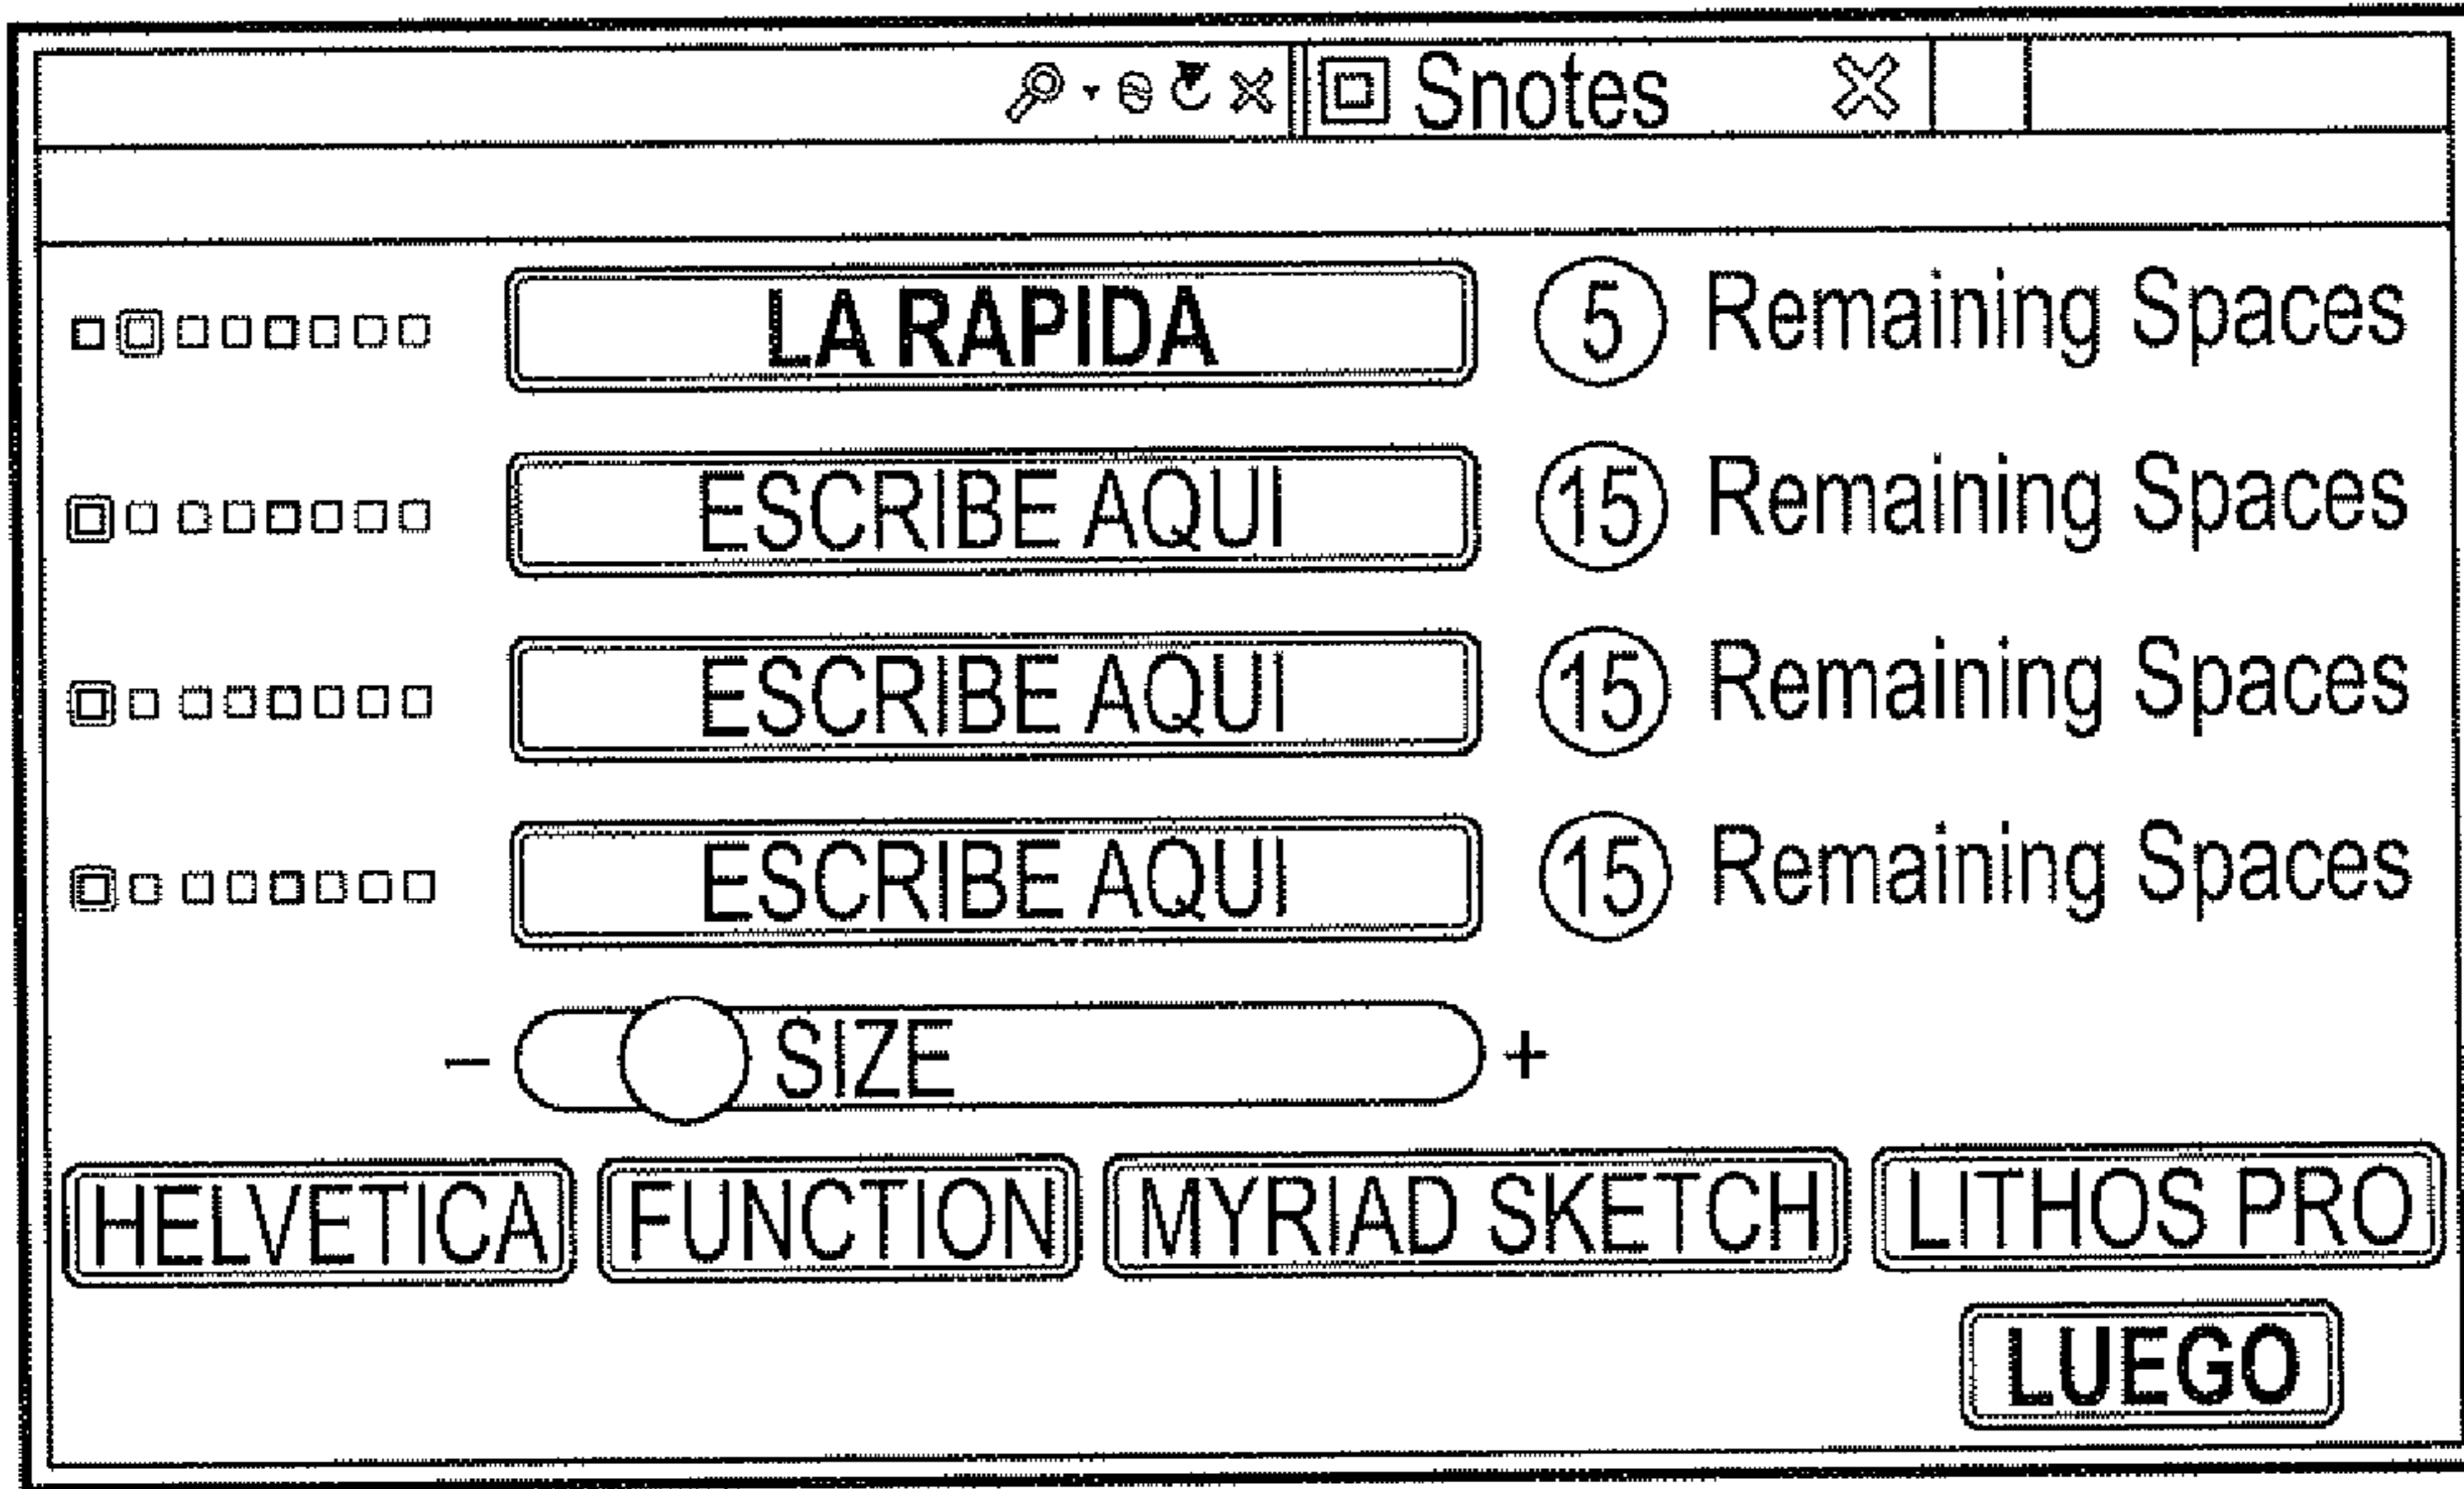 Snotes
LA RAPIDA 5 Remaining Spaces
ESCRIBE AQUI 15 Remaining Spaces
ESCRIBE AQUI 15 Remaining Spaces
ESCRIBE AQUI 15 Remaining Spaces
- SIZE +
HELVETICA FUNCTION MYRIAD SKETCH LITHOS PRO
LUEGO